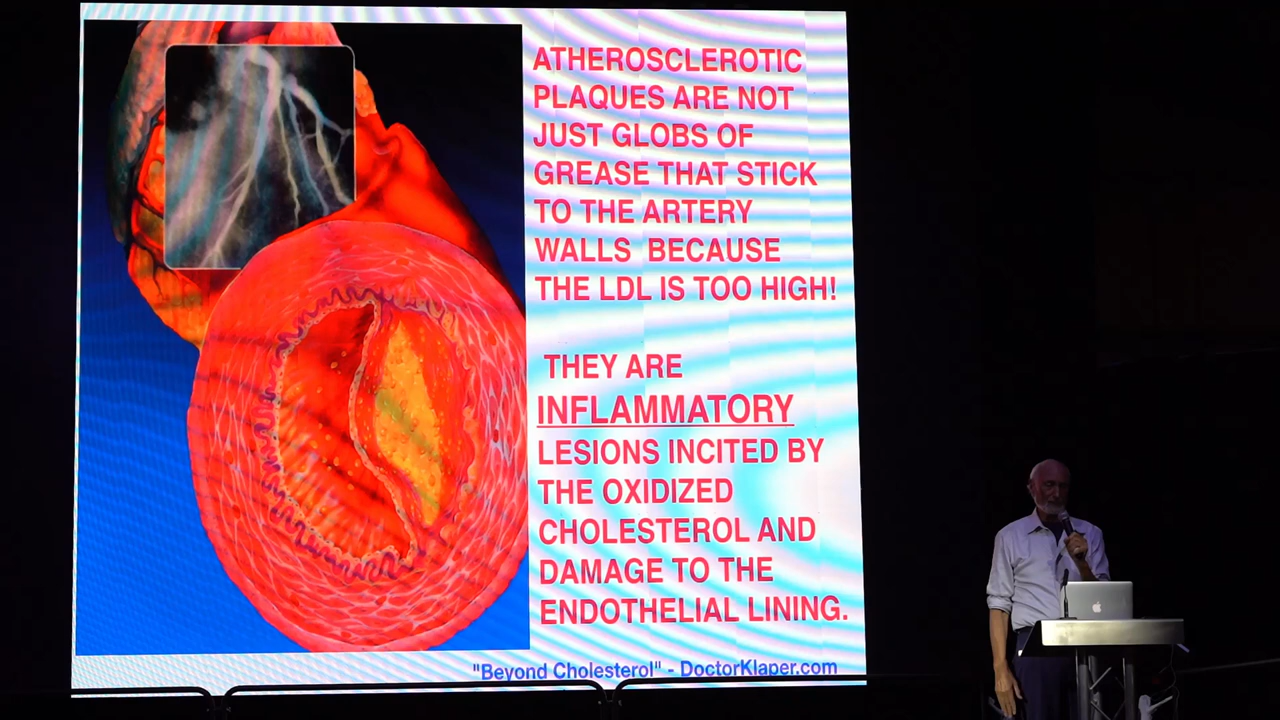 ATHEROSCLEROTIC
PLAQUES ARE NOT
JUST GLOBS OF
GREASE THAT STICK
TO THE ARTERY
WALLS BECAUSE
THE LDL IS TOO HIGH!
THEY ARE
INFLAMMATORY
LESIONS INCITED BY
THE OXIDIZED
CHOLESTEROL AND
DAMAGE TO THE
ENDOTHELIAL LINING.
"Beyond Cholesterol" - DoctorKlaper.com